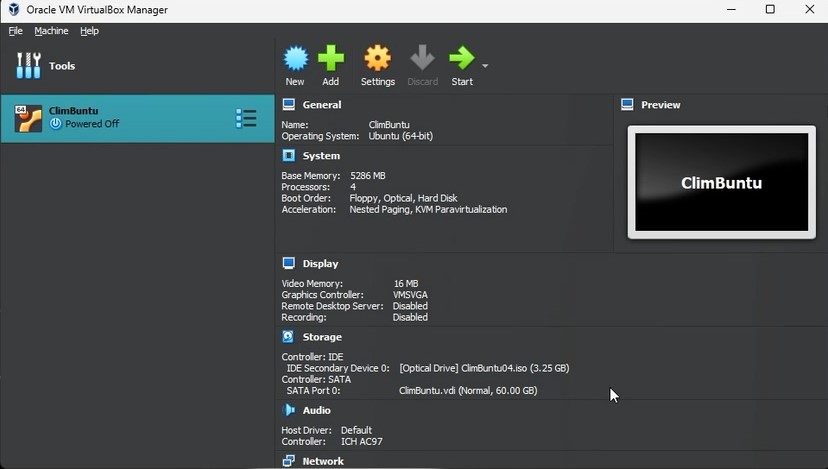 Oracle VM VirtualBox Manager
File Machine Help
Tools
New Add Settings Discard Start
64 ClimBuntu
Powered Off
General
Name: ClimBuntu
Operating System: Ubuntu (64-bit)
System
Base Memory: 5286 MB
Processors: 4
Boot Order: Floppy, Optical, Hard Disk
Acceleration: Nested Paging, KVM Paravirtualization
Preview
ClimBuntu
Display
Video Memory: 16 MB
Graphics Controller: VMSVGA
Remote Desktop Server: Disabled
Recording: Disabled
Storage
Controller: IDE
IDE Secondary Device 0: [Optical Drive] ClimBuntu04.iso (3.25 GB)
Controller: SATA
SATA Port 0: ClimBuntu.vdi (Normal, 60.00 GB)
Audio
Host Driver: Default
Controller: ICH AC97
Network